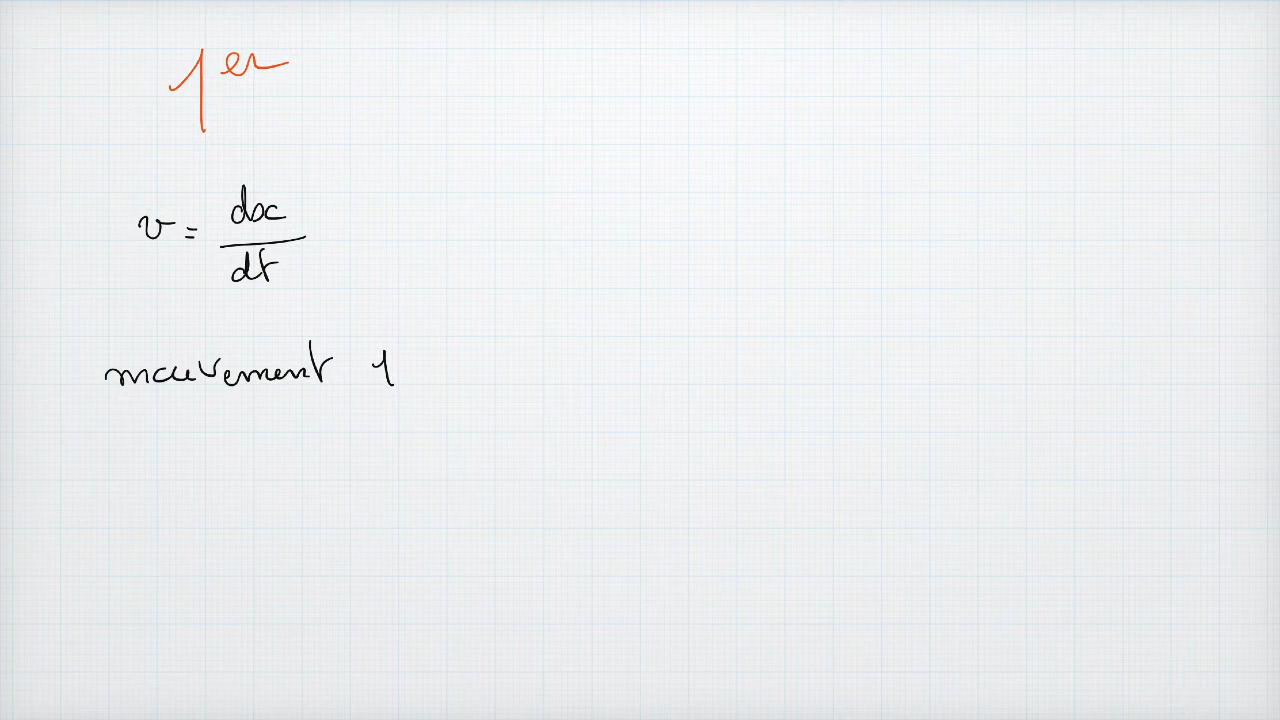 1er
v = dx/dt
mouvement 1